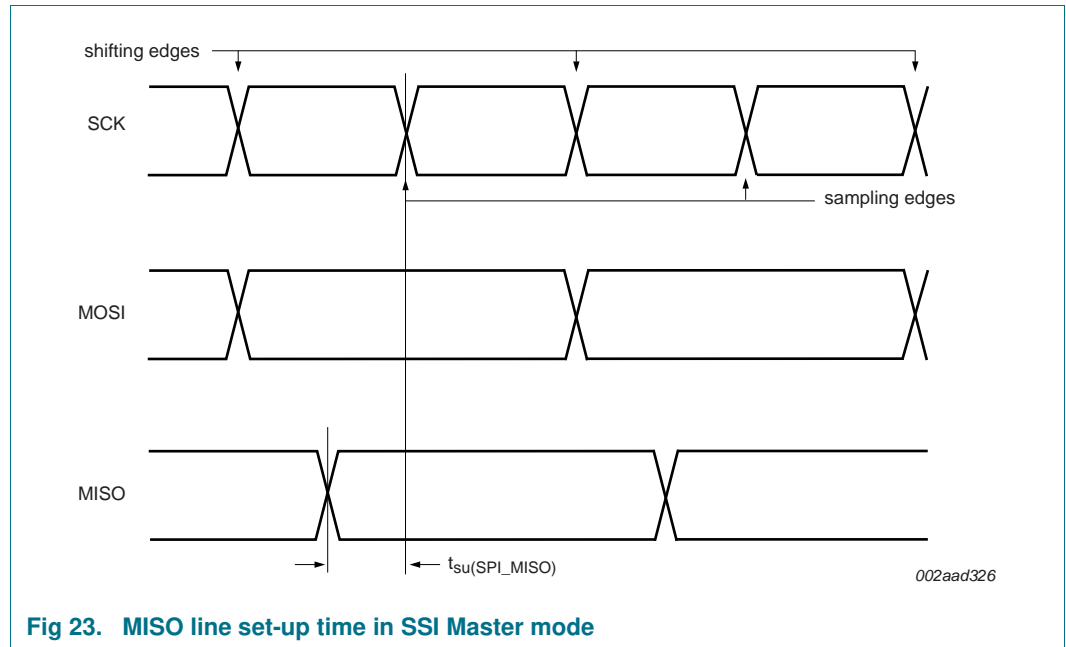 shifting edges
SCK
sampling edges
MOSI
MISO
tsu(SPI_MISO)
002aad326
Fig 23. MISO line set-up time in SSI Master mode